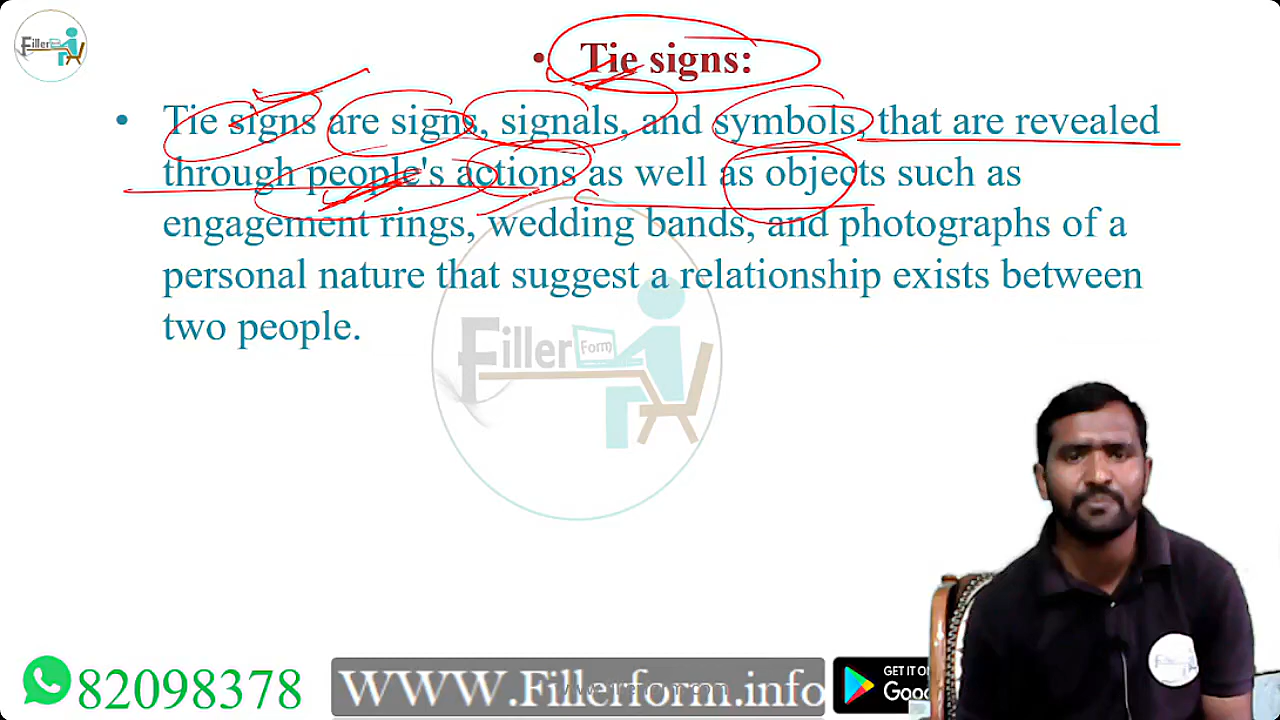 Filler
• Tie signs:
• Tie signs are signs, signals, and symbols, that are revealed
through people's actions as well as objects such as
engagement rings, wedding bands, and photographs of a
personal nature that suggest a relationship exists between
two people.
Filler Form
82098378
WWW.Fillerform.info
GET IT ON
Goo